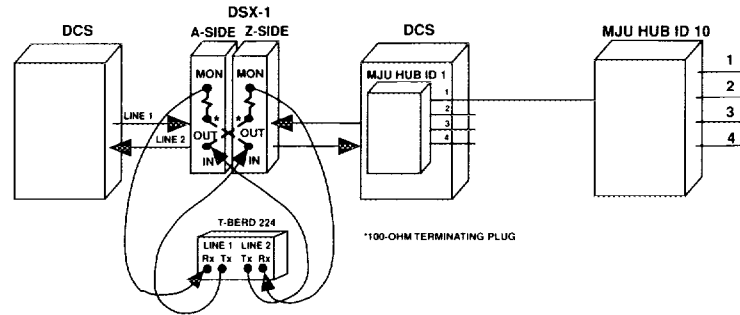 DSX-1
DCS
A-SIDE Z-SIDE
DCS
MJU HUB ID 10
MON
MON
MJU HUB ID 1
1
2
3
4
1
2
3
4
LINE 1
LINE 2
*
*
OUT
OUT
IN
IN
T-BERD 224
LINE 1 LINE 2
Rx Tx Tx Rx
*100-OHM TERMINATING PLUG